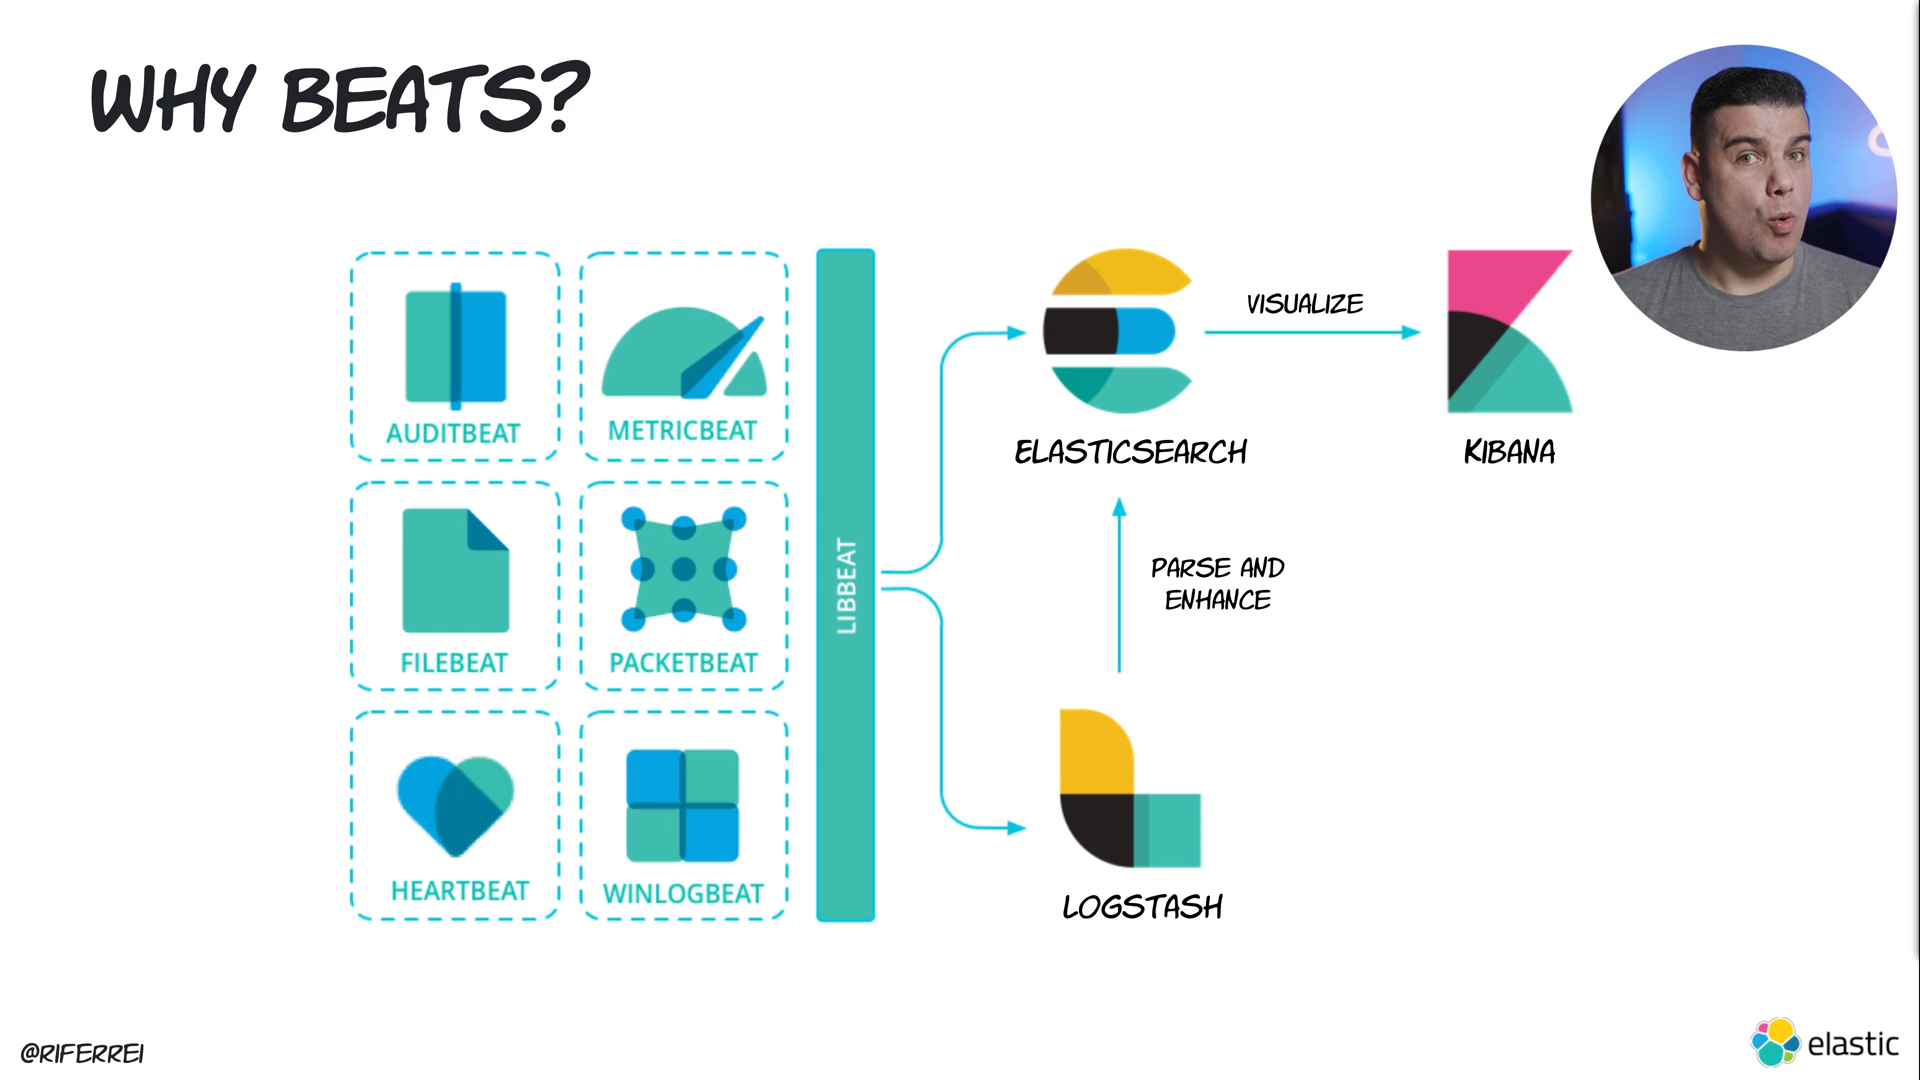 WHY BEATS?
AUDITBEAT
METRICBEAT
FILEBEAT
PACKETBEAT
HEARTBEAT
WINLOGBEAT
LIBBEAT
ELASTICSEARCH
VISUALIZE
KIBANA
PARSE AND
ENHANCE
LOGSTASH
@RIFERREI
elastic